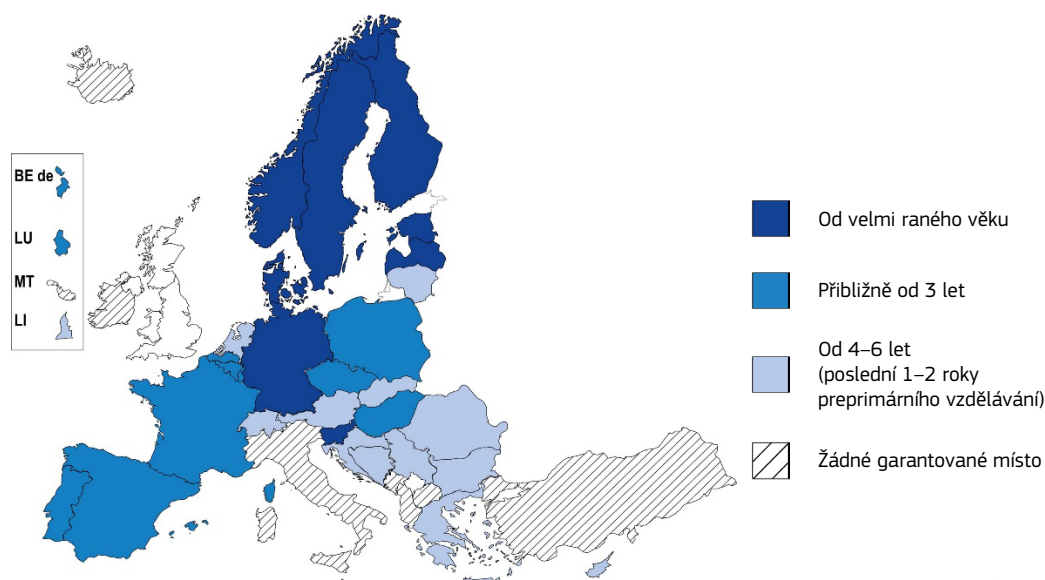 BE de
LU
MT
LI
Od velmi raného věku
Přibližně od 3 let
Od 4–6 let
(poslední 1–2 roky
preprimárního vzdělávání)
Žádné garantované místo